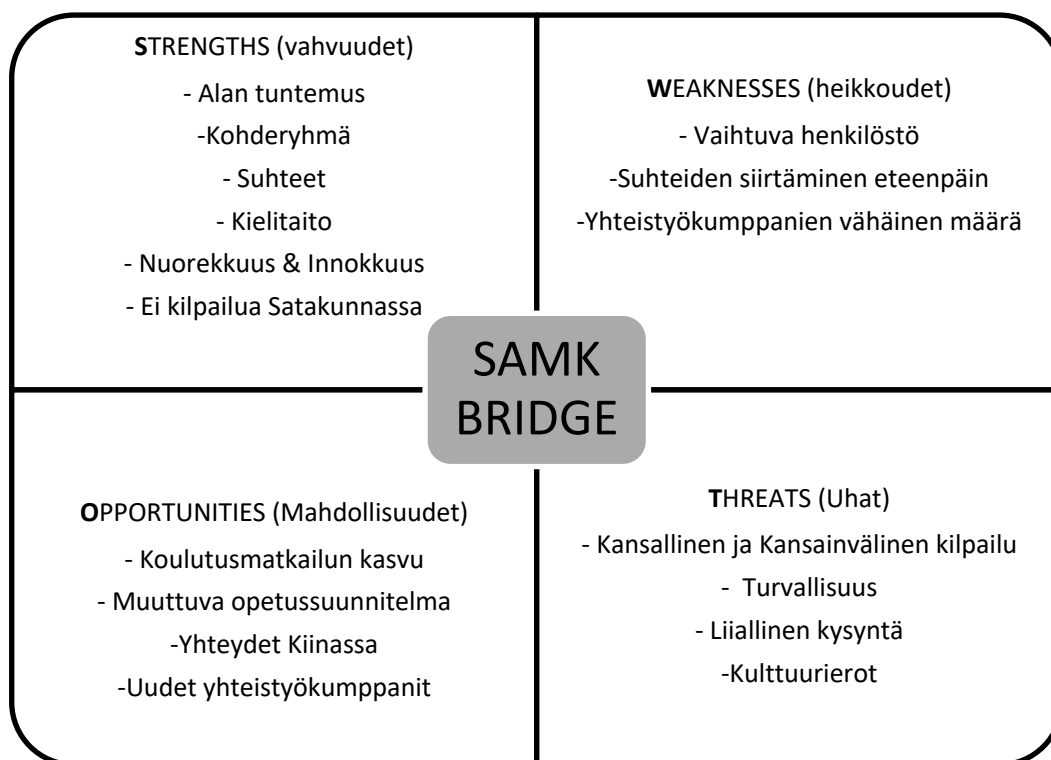 STRENGTHS (vahvuudet)
- Alan tuntemus
-Kohderyhmä
- Suhteet
- Kielitaito
- Nuorekkuus & Innokkuus
- Ei kilpailua Satakunnassa
WEAKNESSES (heikkoudet)
- Vaihtuva henkilöstö
-Suhteiden siirtäminen eteenpäin
-Yhteistyökumppanien vähäinen määrä
SAMK
BRIDGE
OPPORTUNITIES (Mahdollisuudet)
- Koulutusmatkailun kasvu
- Muuttuva opetussuunnitelma
-Yhteydet Kiinassa
-Uudet yhteistyökumppanit
THREATS (Uhat)
- Kansallinen ja Kansainvälinen kilpailu
- Turvallisuus
- Liiallinen kysyntä
-Kulttuurierot